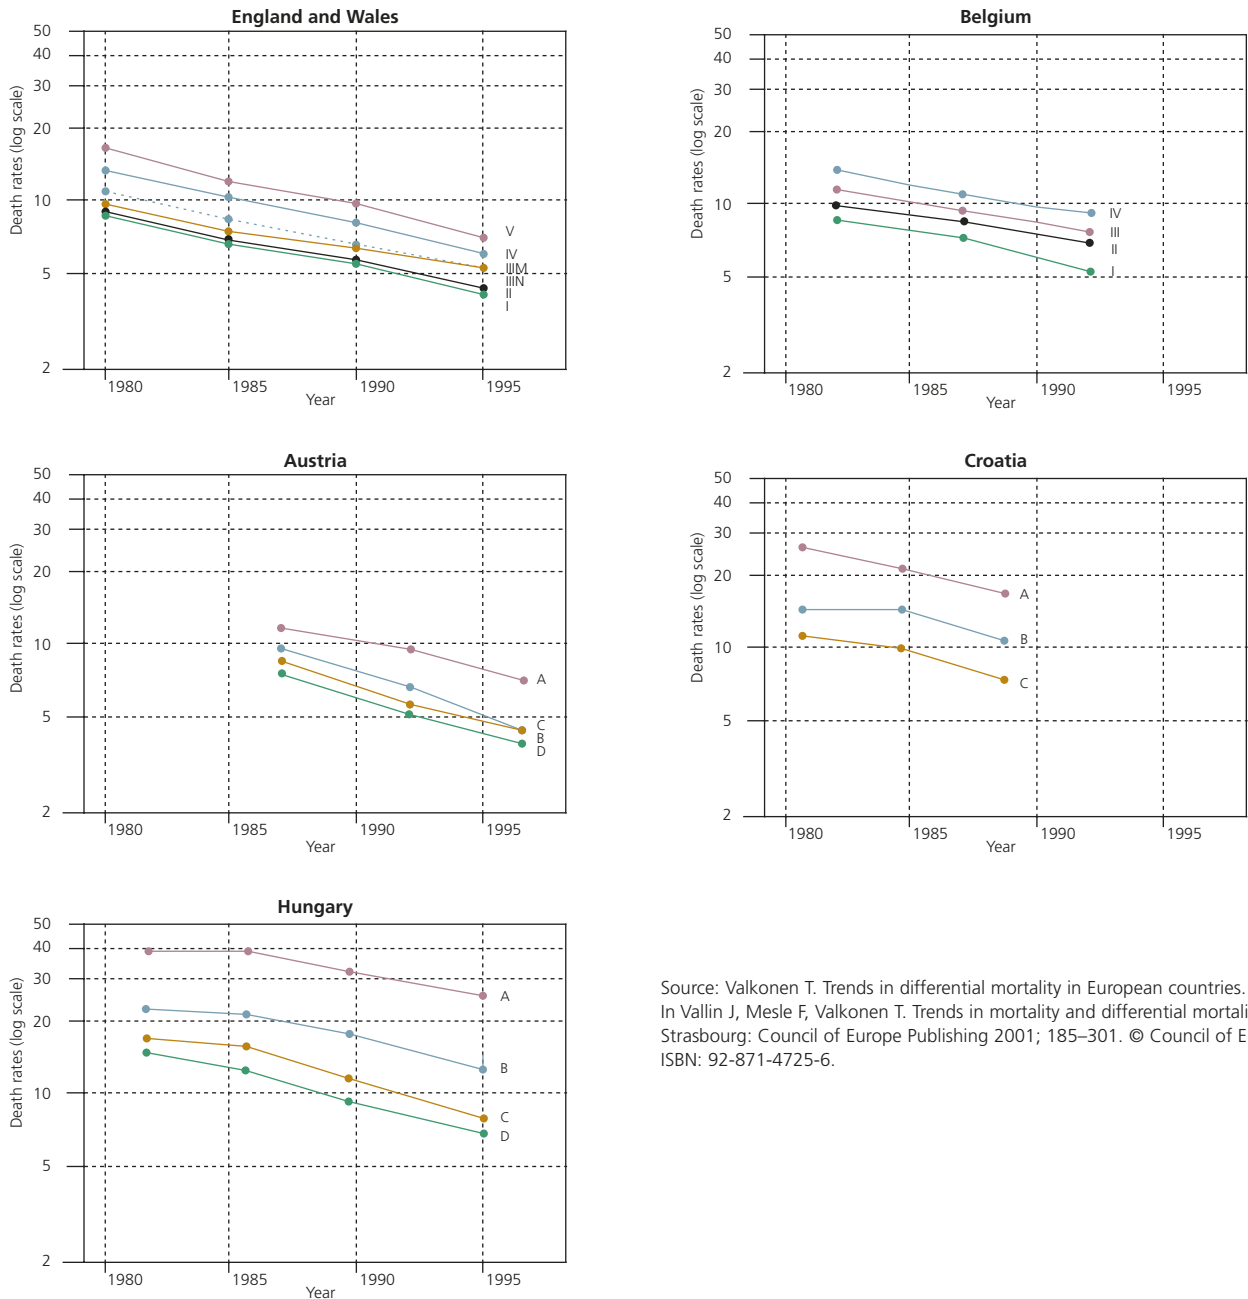 England and Wales
Death rates (log scale)
50
40
30
20
10
5
2
V
IV
IIIM
IIIN
II
I
1980 1985 1990 1995
Year
Belgium
Death rates (log scale)
50
40
30
20
10
5
2
IV
III
II
I
1980 1985 1990 1995
Year
Austria
Death rates (log scale)
50
40
30
20
10
5
2
A
C
B
D
1980 1985 1990 1995
Year
Croatia
Death rates (log scale)
50
40
30
20
10
5
2
A
B
C
1980 1985 1990 1995
Year
Hungary
Death rates (log scale)
50
40
30
20
10
5
2
A
B
C
D
1980 1985 1990 1995
Year
Source: Valkonen T. Trends in differential mortality in European countries.
In Vallin J, Mesle F, Valkonen T. Trends in mortality and differential mortali
Strasbourg: Council of Europe Publishing 2001; 185–301. © Council of E
ISBN: 92-871-4725-6.